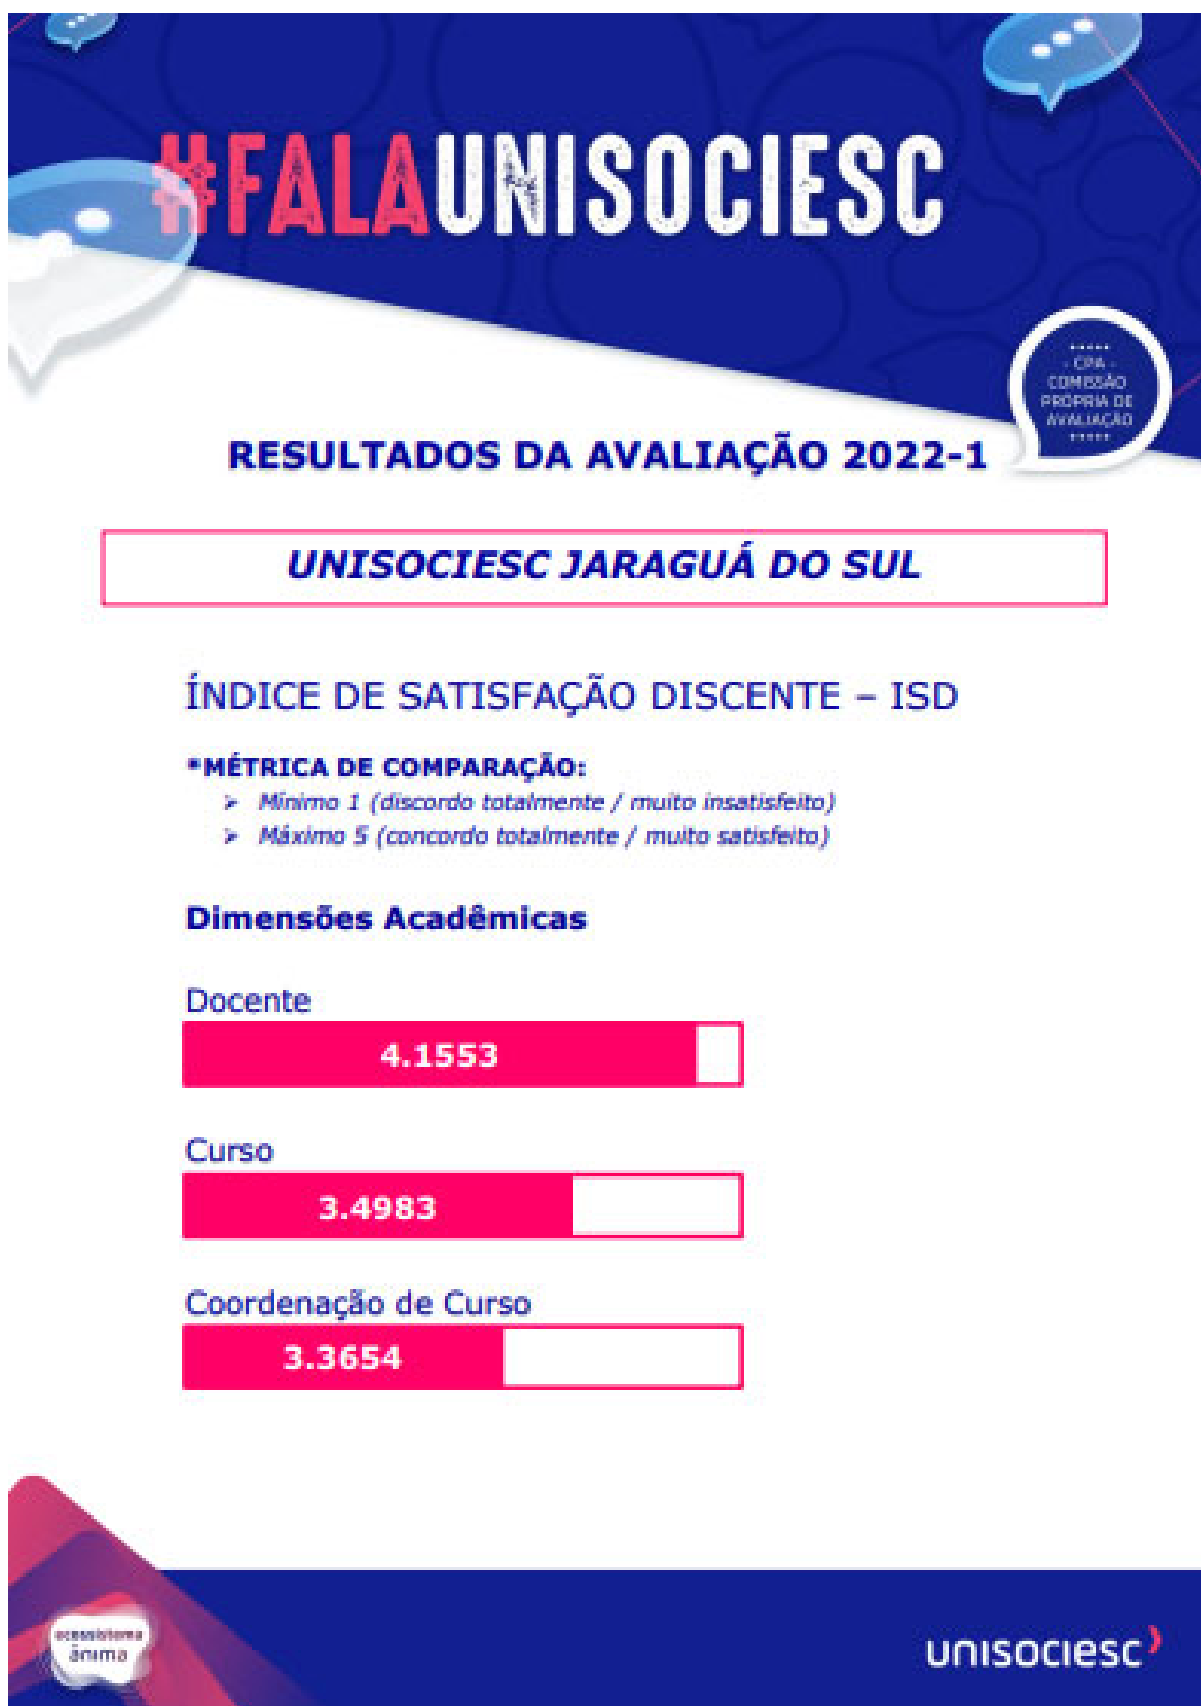 #FALAUNISOCIESC
- CPA -
COMISSÃO
PRÓPRIA DE
AVALIAÇÃO
RESULTADOS DA AVALIAÇÃO 2022-1
UNISOCIESC JARAGUÁ DO SUL
ÍNDICE DE SATISFAÇÃO DISCENTE – ISD
*MÉTRICA DE COMPARAÇÃO:
➢ Mínimo 1 (discordo totalmente / muito insatisfeito)
➢ Máximo 5 (concordo totalmente / muito satisfeito)
Dimensões Acadêmicas
Docente
4.1553
Curso
3.4983
Coordenação de Curso
3.3654
ecossistema
ânima
unisociesc